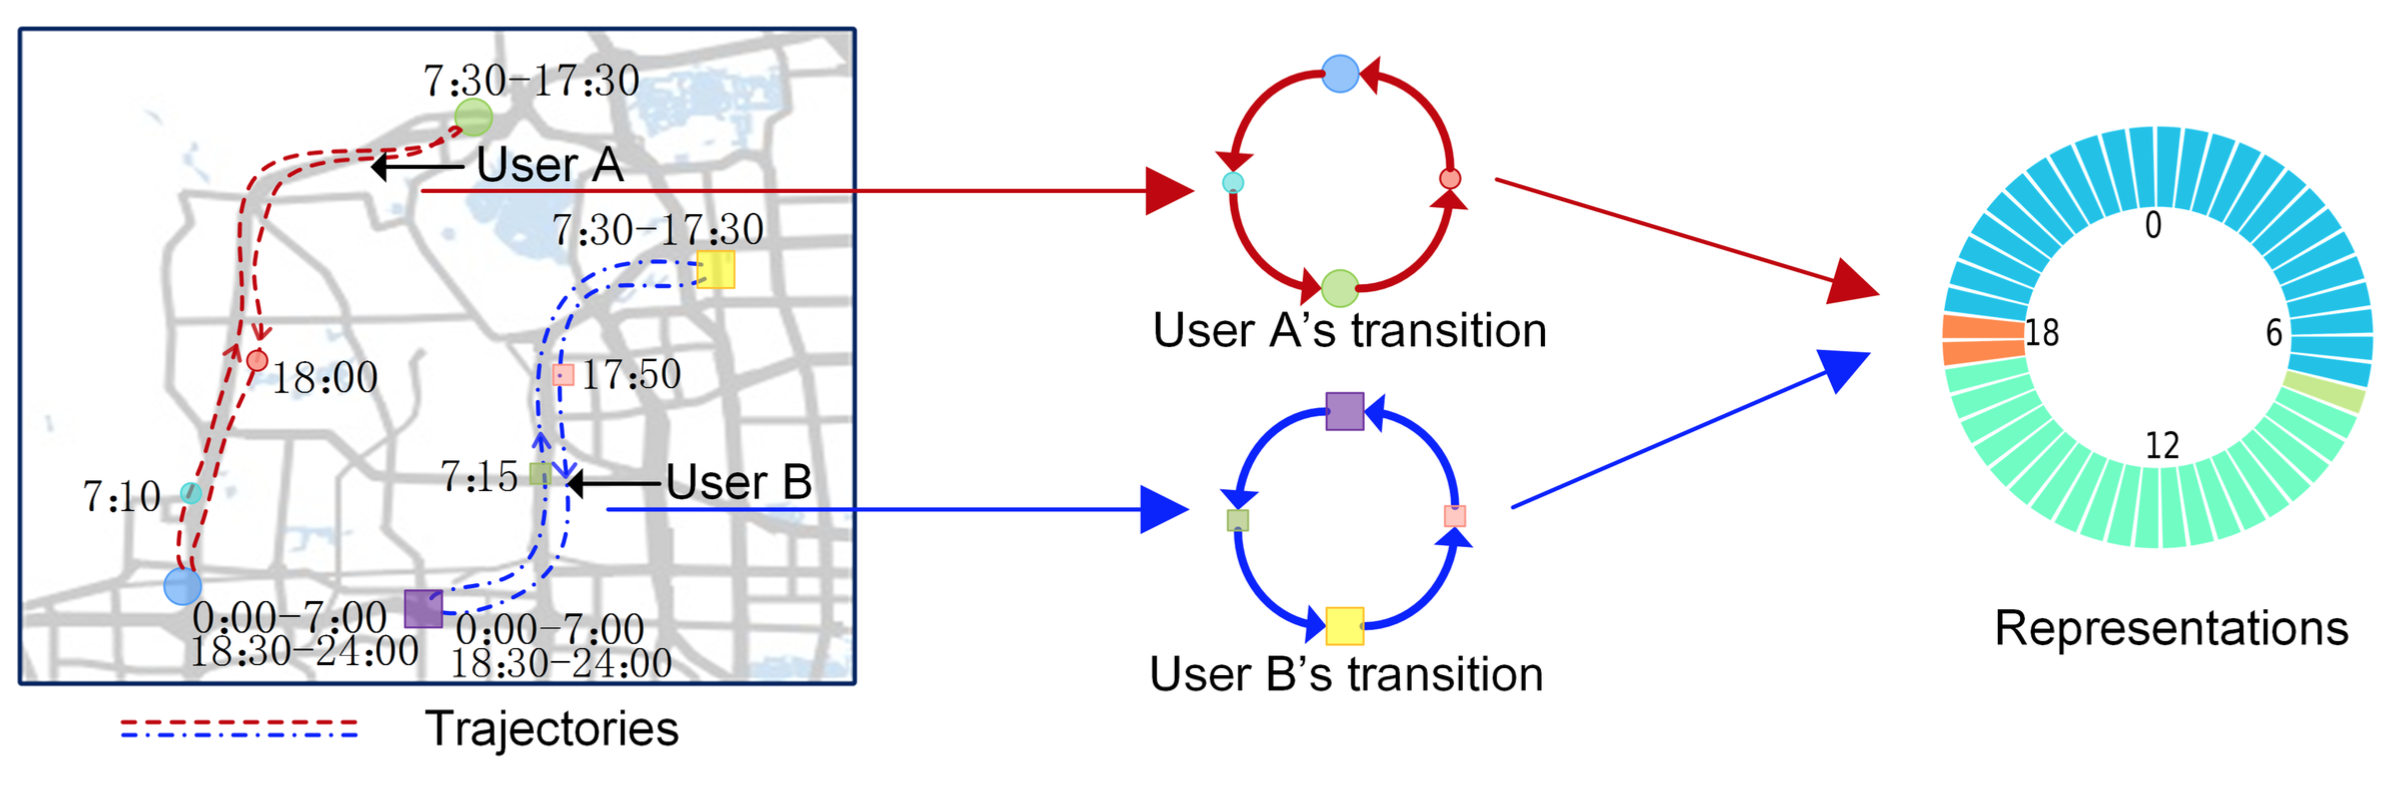 7:30-17:30
User A
7:30-17:30
18:00
17:50
7:15
User B
7:10
0:00-7:00
18:30-24:00
0:00-7:00
18:30-24:00
Trajectories
User A's transition
User B's transition
0
18
6
12
Representations